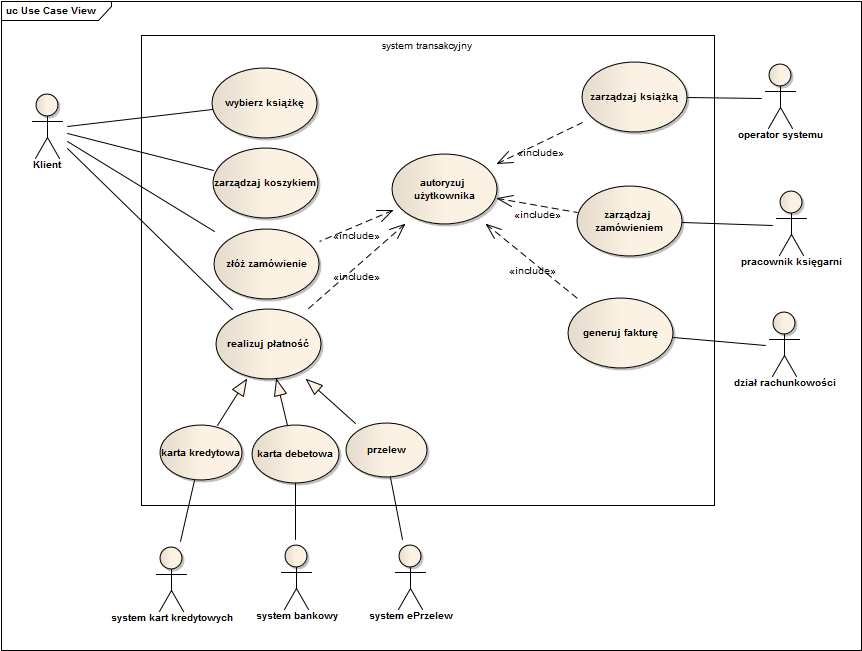 uc Use Case View
system transakcyjny
Klient
wybierz książkę
zarządzaj koszykiem
złóż zamówienie
realizuj płatność
autoryzuj
użytkownika
zarządzaj książką
zarządzaj
zamówieniem
generuj fakturę
«include»
«include»
«include»
«include»
«include»
operator systemu
pracownik księgarni
dział rachunkowości
karta kredytowa
karta debetowa
przelew
system kart kredytowych
system bankowy
system ePrzelew